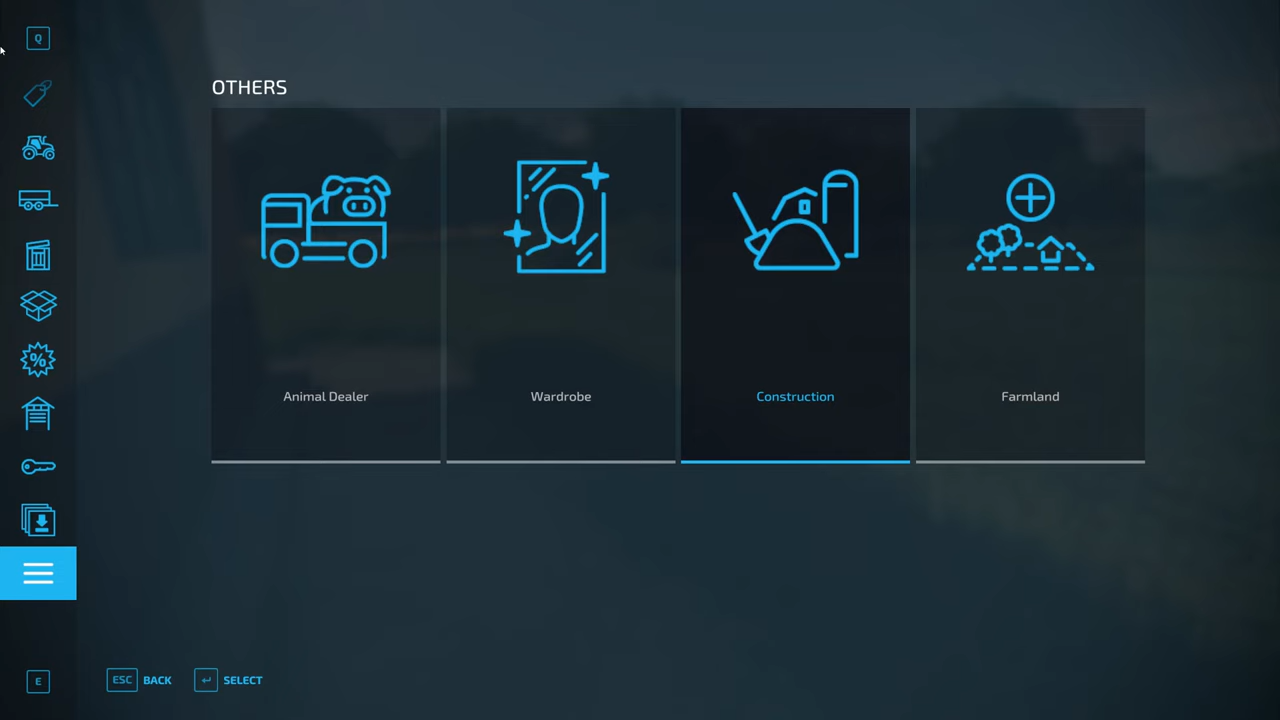 Q
OTHERS
%
Animal Dealer
Wardrobe
Construction
Farmland
E
ESC BACK
SELECT